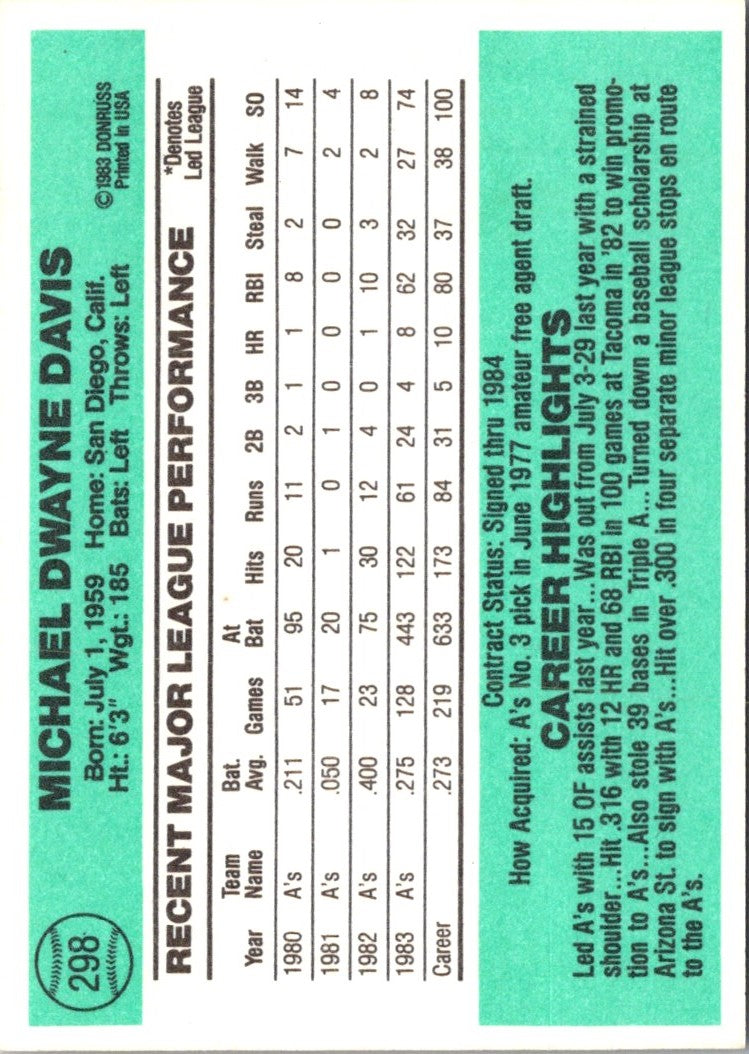 298
MICHAEL DWAYNE DAVIS
Born: July 1, 1959 Home: San Diego, Calif.
Ht.: 6'3" Wgt.: 185 Bats: Left Throws: Left
©1983 DONRUSS
Printed in USA
RECENT MAJOR LEAGUE PERFORMANCE
*Denotes
Led League
Year Team Name Bat. Avg. Games At Bat Hits Runs 2B 3B HR RBI Steal Walk SO
1980 A's .211 51 95 20 11 2 1 1 8 2 7 14
1981 A's .050 17 20 1 0 1 0 0 0 0 2 4
1982 A's .400 23 75 30 12 4 0 1 10 3 2 8
1983 A's .275 128 443 122 61 24 4 8 62 32 27 74
Career .273 219 633 173 84 31 5 10 80 37 38 100
Contract Status: Signed thru 1984
How Acquired: A's No. 3 pick in June 1977 amateur free agent draft.
CAREER HIGHLIGHTS
Led A's with 15 OF assists last year...Was out from July 3-29 last year with a strained
shoulder...Hit .316 with 12 HR and 68 RBI in 100 games at Tacoma in '82 to win promo-
tion to A's...Also stole 39 bases in Triple A...Turned down a baseball scholarship at
Arizona St. to sign with A's...Hit over .300 in four separate minor league stops en route
to the A's.